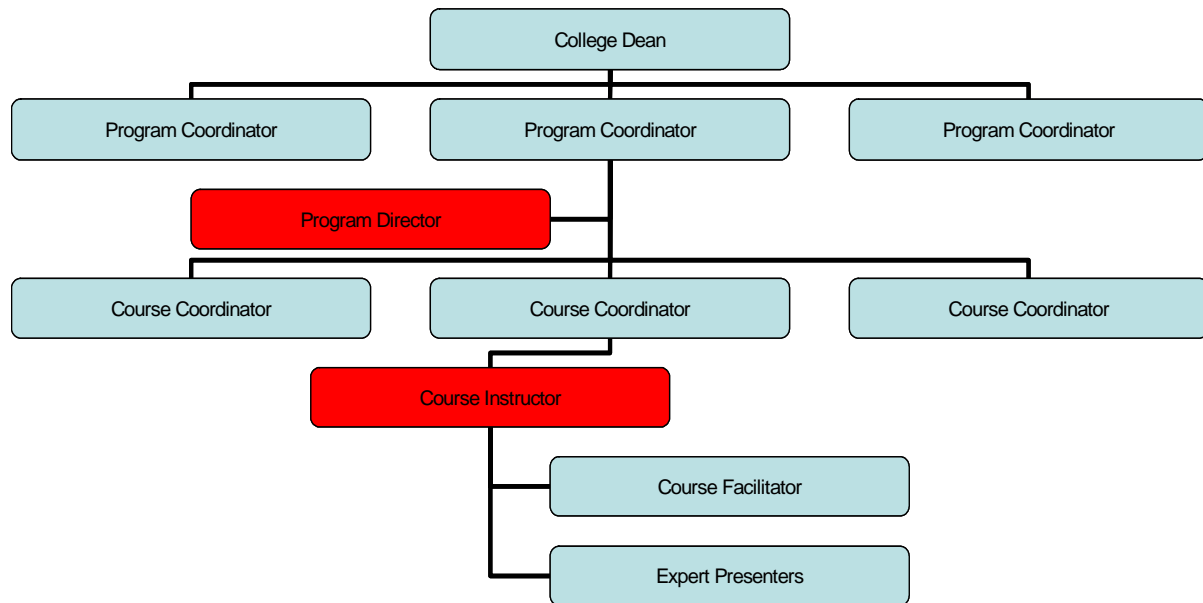 College Dean
Program Coordinator
Program Coordinator
Program Coordinator
Program Director
Course Coordinator
Course Coordinator
Course Coordinator
Course Instructor
Course Facilitator
Expert Presenters